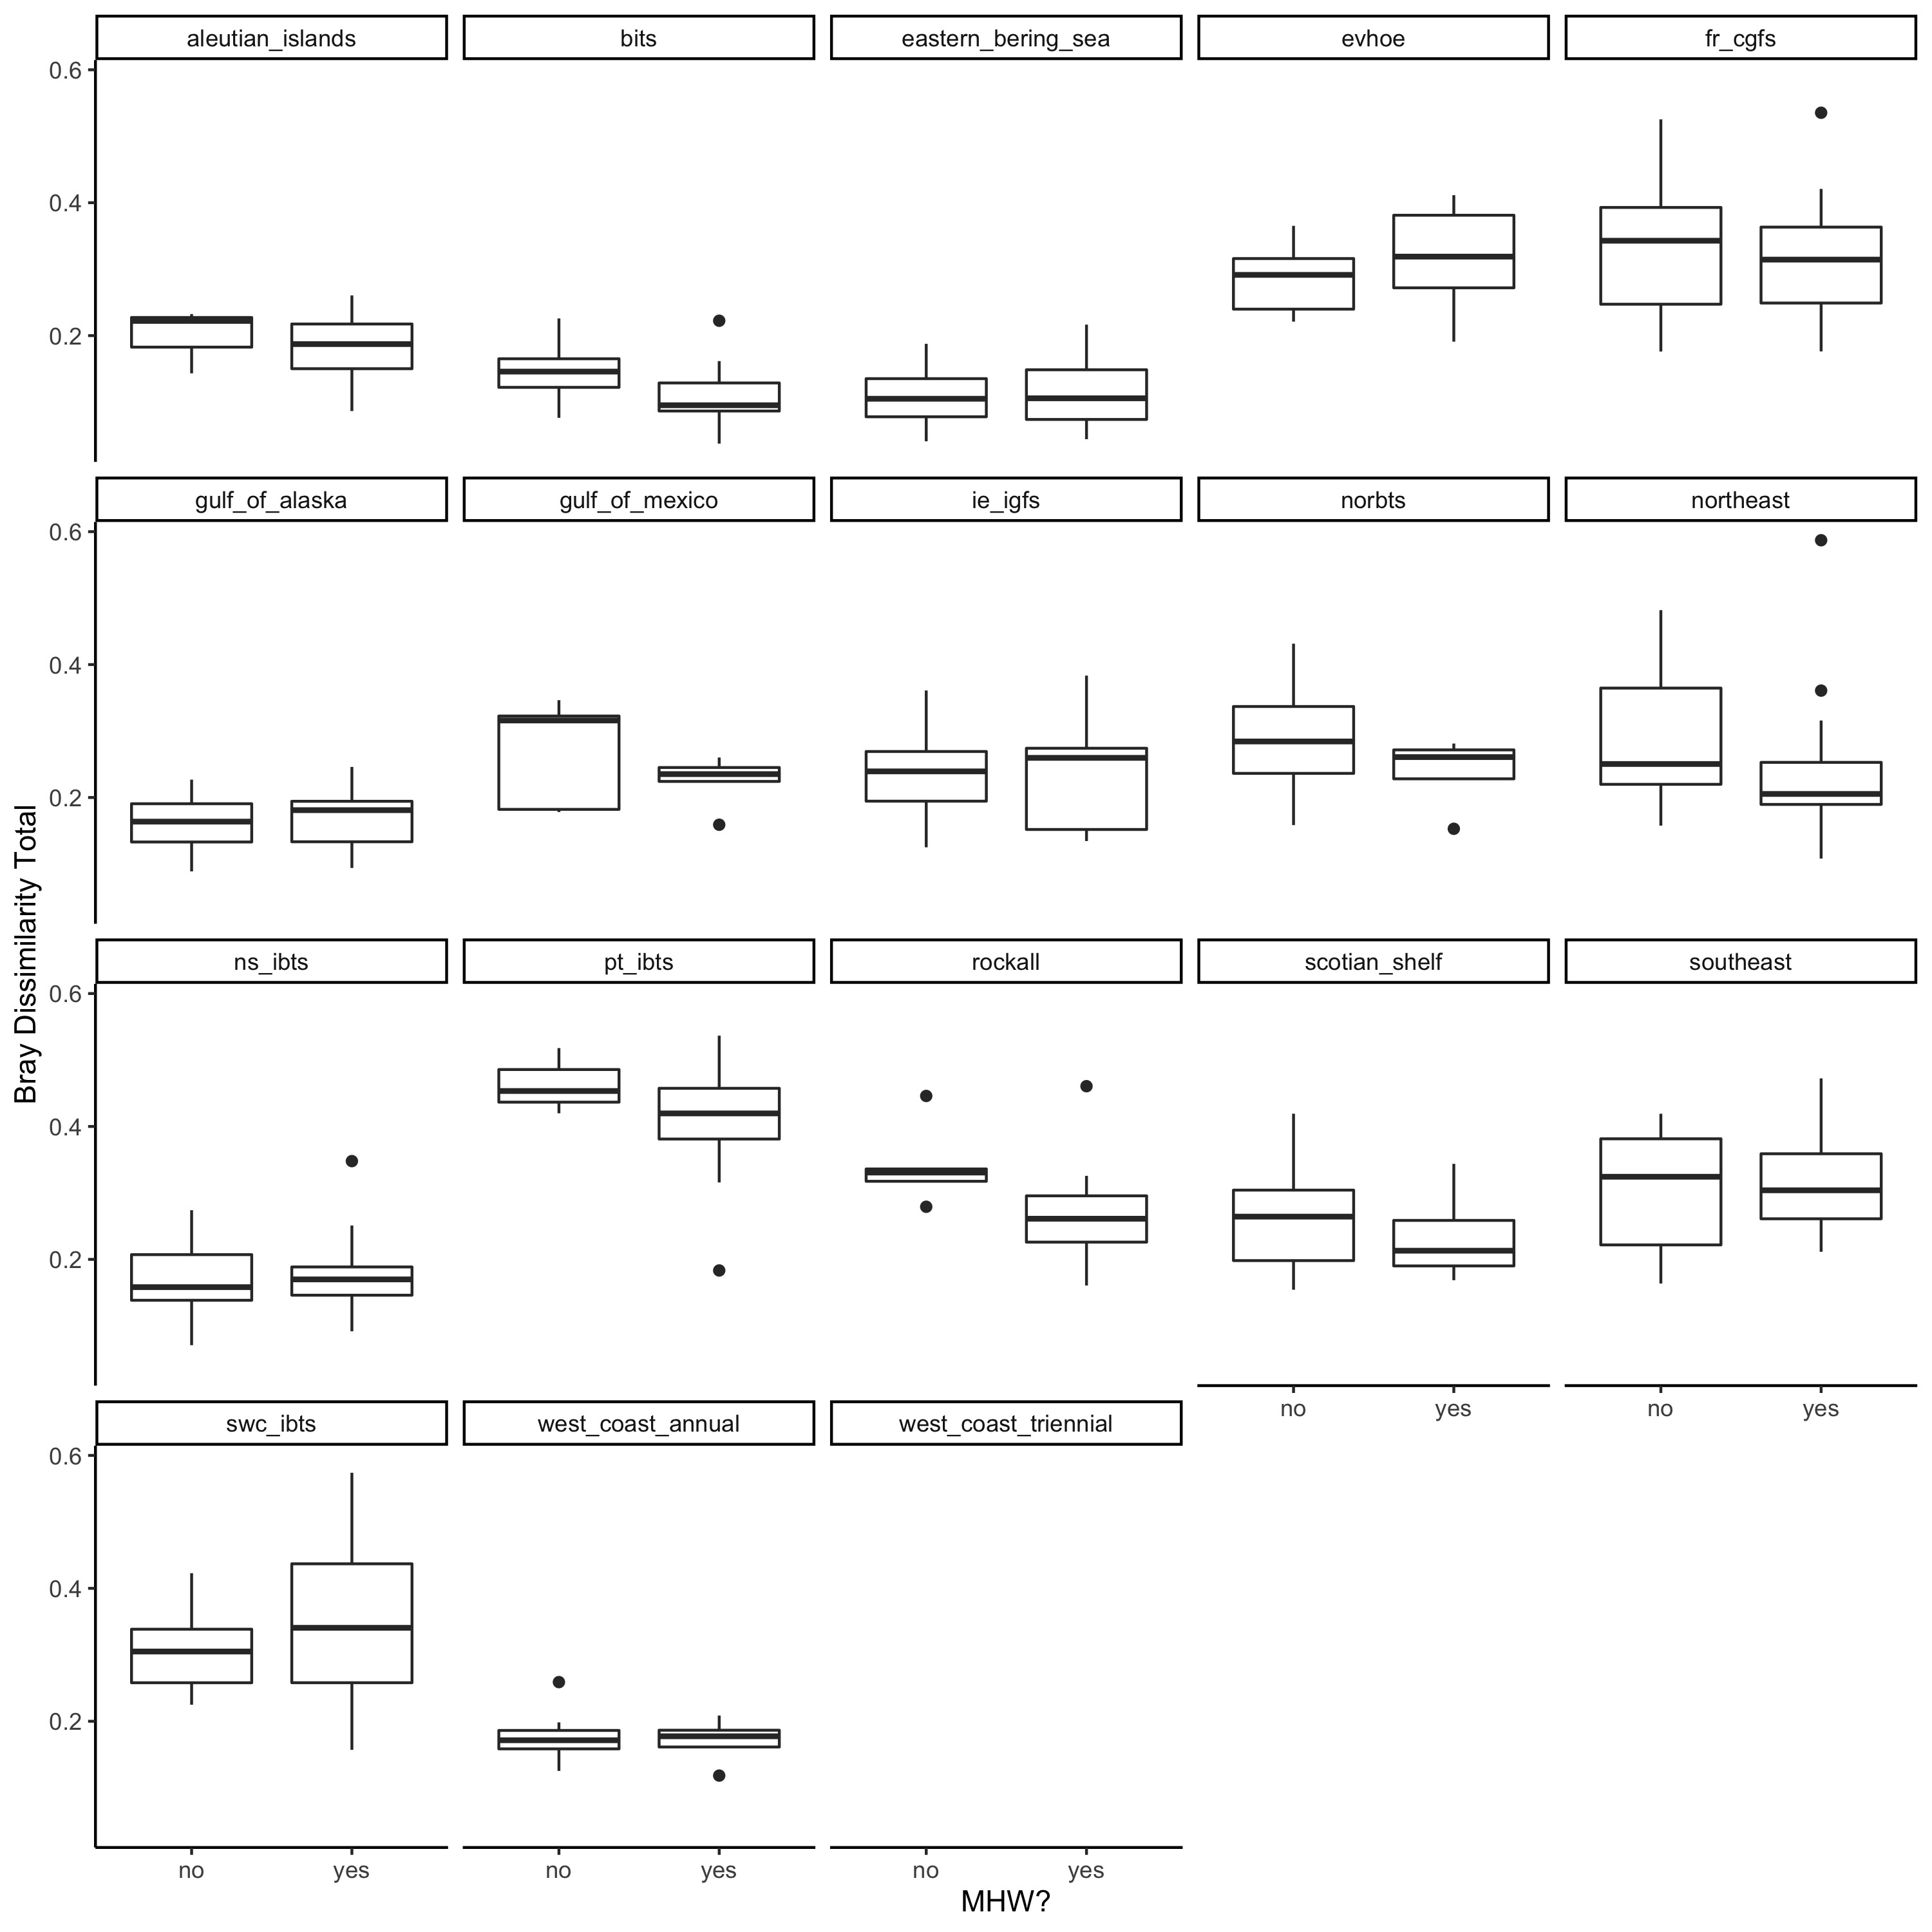 aleutian_islands bits eastern_bering_sea evhoe fr_cgfs
0.6
0.4
0.2
gulf_of_alaska gulf_of_mexico ie_igfs norbts northeast
0.6
0.4
0.2
Bray Dissimilarity Total
ns_ibts pt_ibts rockall scotian_shelf southeast
0.6
0.4
0.2
no yes no yes
swc_ibts west_coast_annual west_coast_triennial
0.6
0.4
0.2
no yes no yes no yes
MHW?